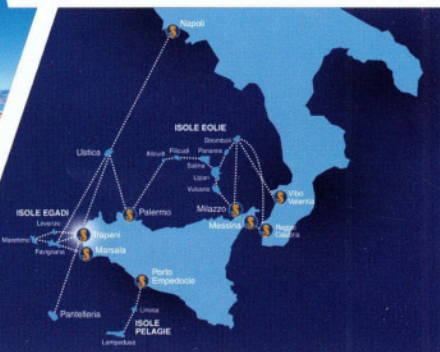 Napoli
ISOLE EOLIE
Stromboli
Ustica
Alicudi
Filicudi
Panarea
Salina
Lipari
Vulcano
Vibo
Valentia
ISOLE EGADI
Levanzo
Marettimo
Favignana
Trapani
Marsala
Palermo
Milazzo
Messina
Reggio
Calabria
Porto
Empedocle
Pantelleria
Linosa
ISOLE
PELAGIE
Lampedusa